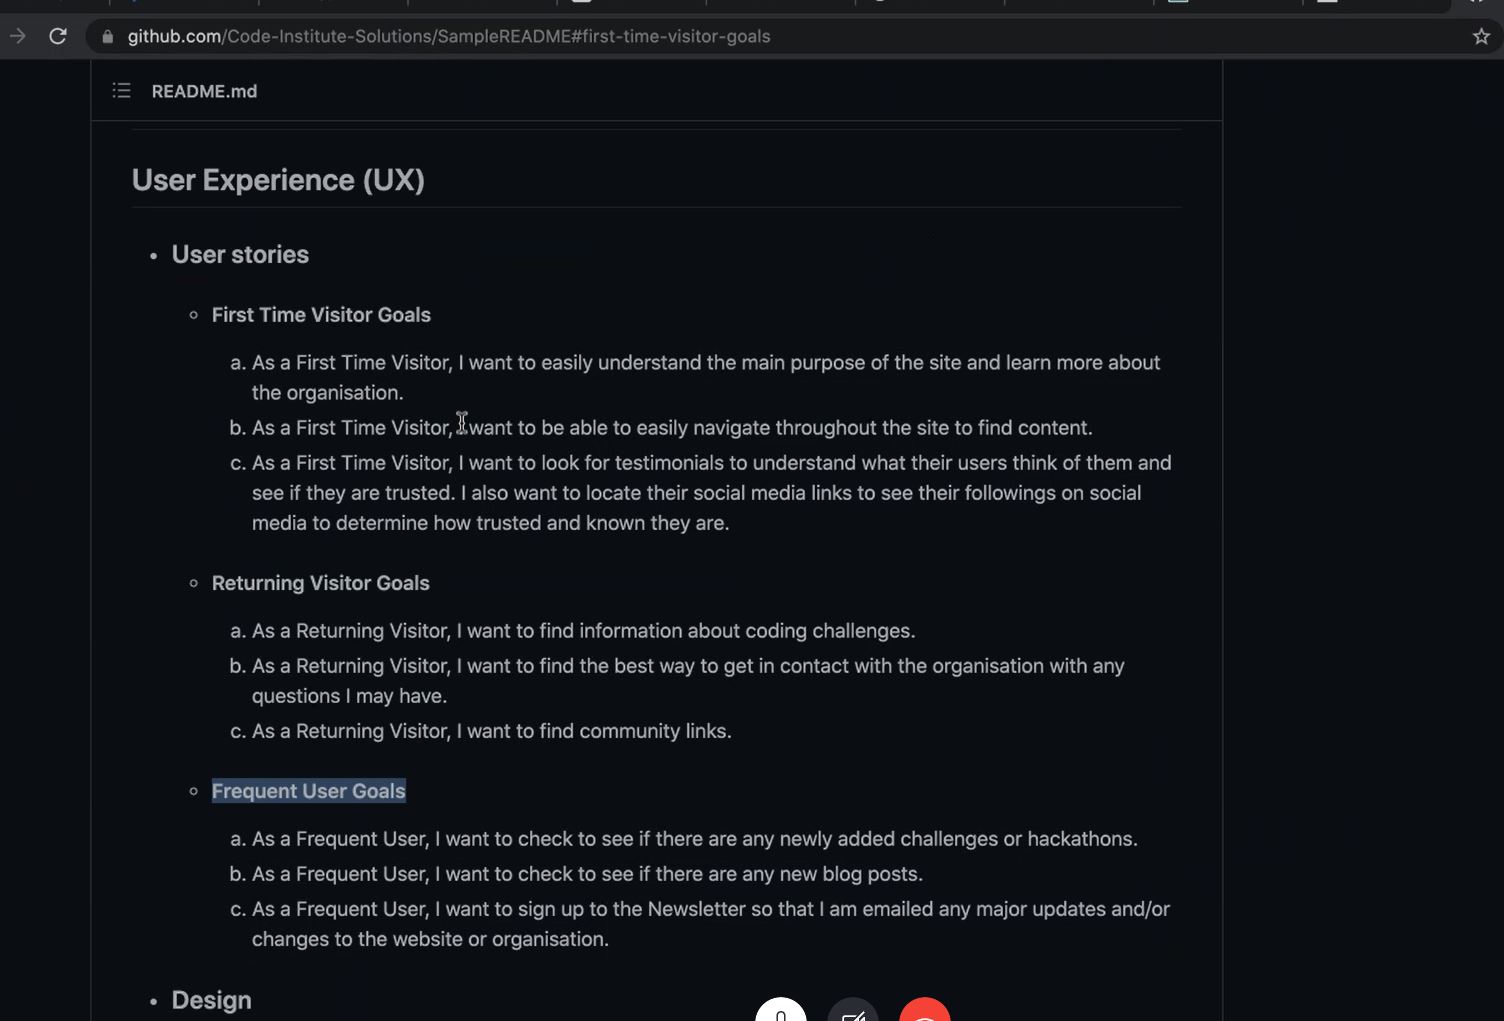 github.com/Code-Institute-Solutions/SampleREADME#first-time-visitor-goals
README.md
User Experience (UX)
• User stories
○ First Time Visitor Goals
a. As a First Time Visitor, I want to easily understand the main purpose of the site and learn more about
the organisation.
b. As a First Time Visitor, I want to be able to easily navigate throughout the site to find content.
c. As a First Time Visitor, I want to look for testimonials to understand what their users think of them and
see if they are trusted. I also want to locate their social media links to see their followings on social
media to determine how trusted and known they are.
○ Returning Visitor Goals
a. As a Returning Visitor, I want to find information about coding challenges.
b. As a Returning Visitor, I want to find the best way to get in contact with the organisation with any
questions I may have.
c. As a Returning Visitor, I want to find community links.
○ Frequent User Goals
a. As a Frequent User, I want to check to see if there are any newly added challenges or hackathons.
b. As a Frequent User, I want to check to see if there are any new blog posts.
c. As a Frequent User, I want to sign up to the Newsletter so that I am emailed any major updates and/or
changes to the website or organisation.
• Design